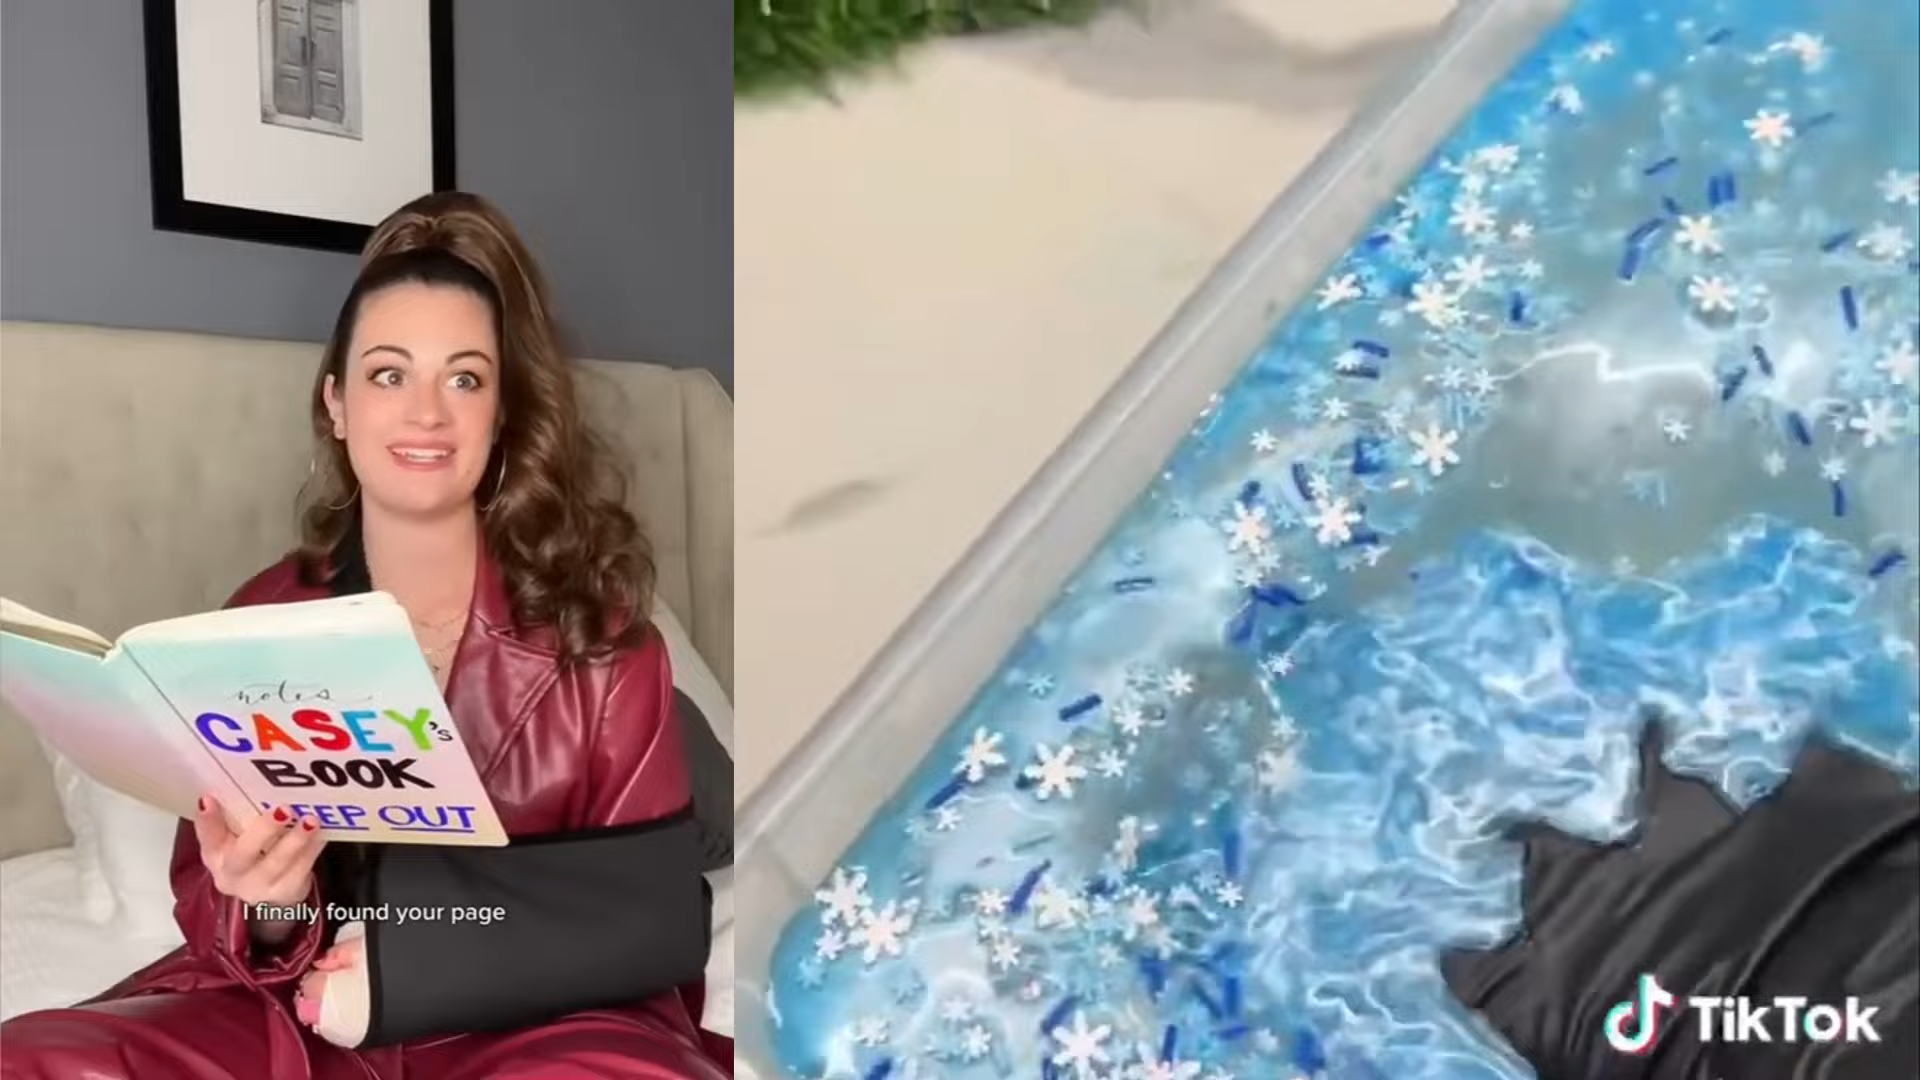 notes
CASEY's
BOOK
KEEP OUT
I finally found your page
TikTok